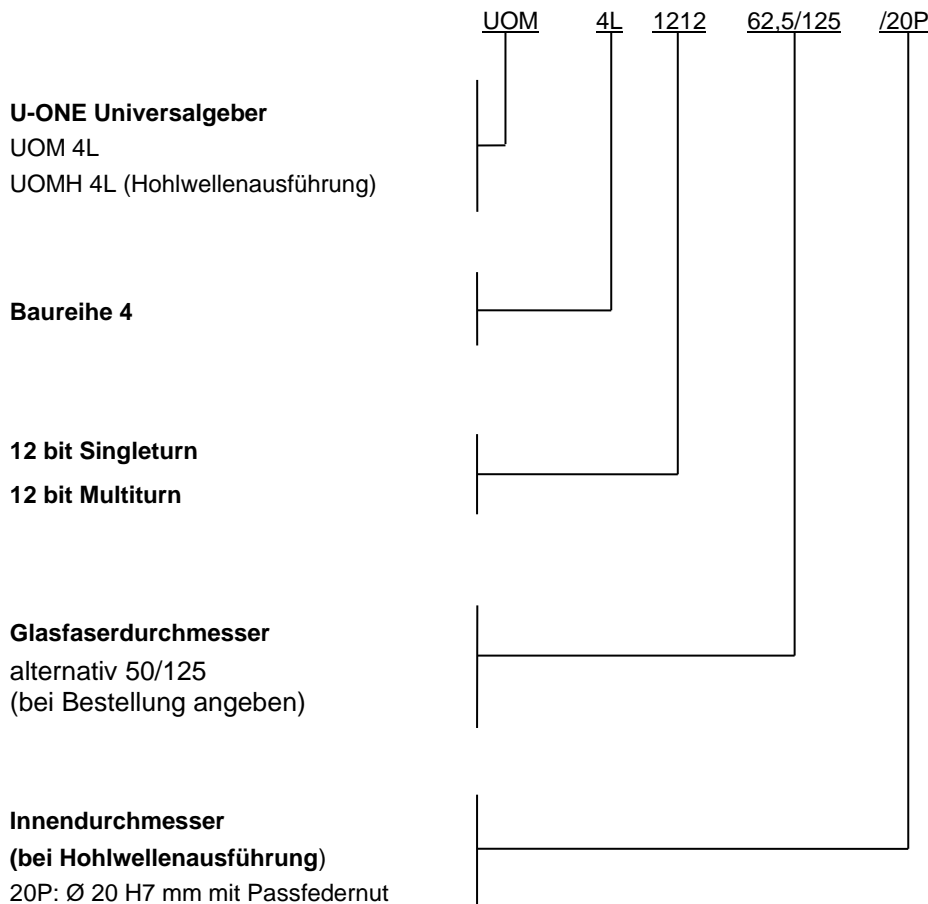 UOM 4L 1212 62,5/125 /20P
U-ONE Universalgeber
UOM 4L
UOMH 4L (Hohlwellenausführung)
Baureihe 4
12 bit Singleturn
12 bit Multiturn
Glasfaserdurchmesser
alternativ 50/125
(bei Bestellung angeben)
Innendurchmesser
(bei Hohlwellenausführung)
20P: Ø 20 H7 mm mit Passfedernut